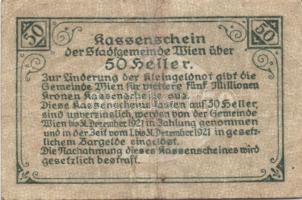 50 50
Kassenschein
der Stadtgemeinde Wien über
50 Heller.
Zur Linderung der Kleingeldnot gibt die
Gemeinde Wien für weitere fünf Millionen
Kronen Kassenscheine aus.
Diese Kassenscheine lauten auf 50 Heller,
sind unverzinslich, werden von der Gemeinde
Wien bis 31. Dezember 1921 in Zahlung genommen
und in der Zeit vom 1. bis 31. Dezember 1921 in gesetz-
lichem Bargelde eingelöst.
Die Nachahmung dieses Kassenscheines wird
gesetzlich bestraft.